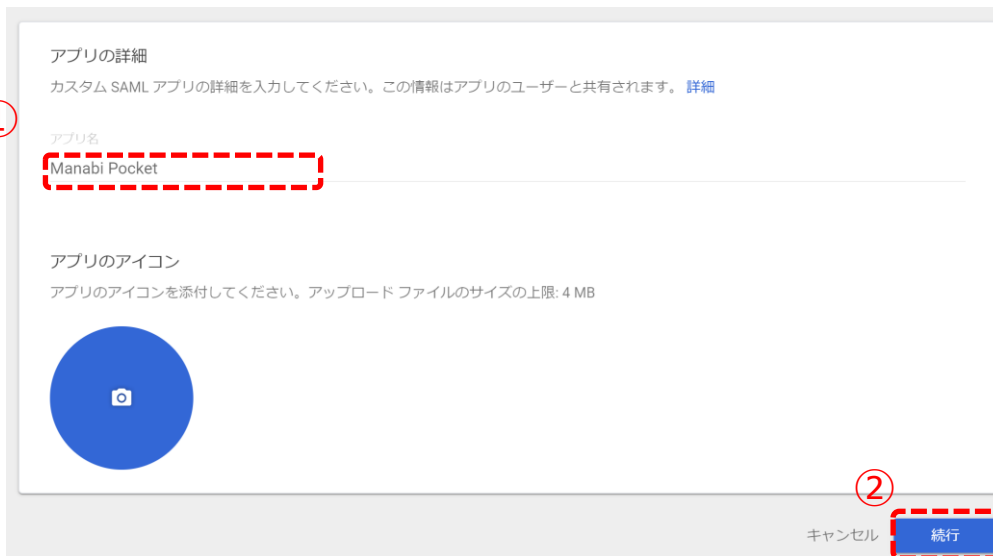 アプリの詳細
カスタム SAML アプリの詳細を入力してください。この情報はアプリのユーザーと共有されます。 詳細
①
アプリ名
Manabi Pocket
アプリのアイコン
アプリのアイコンを添付してください。アップロード ファイルのサイズの上限: 4 MB
②
キャンセル 続行